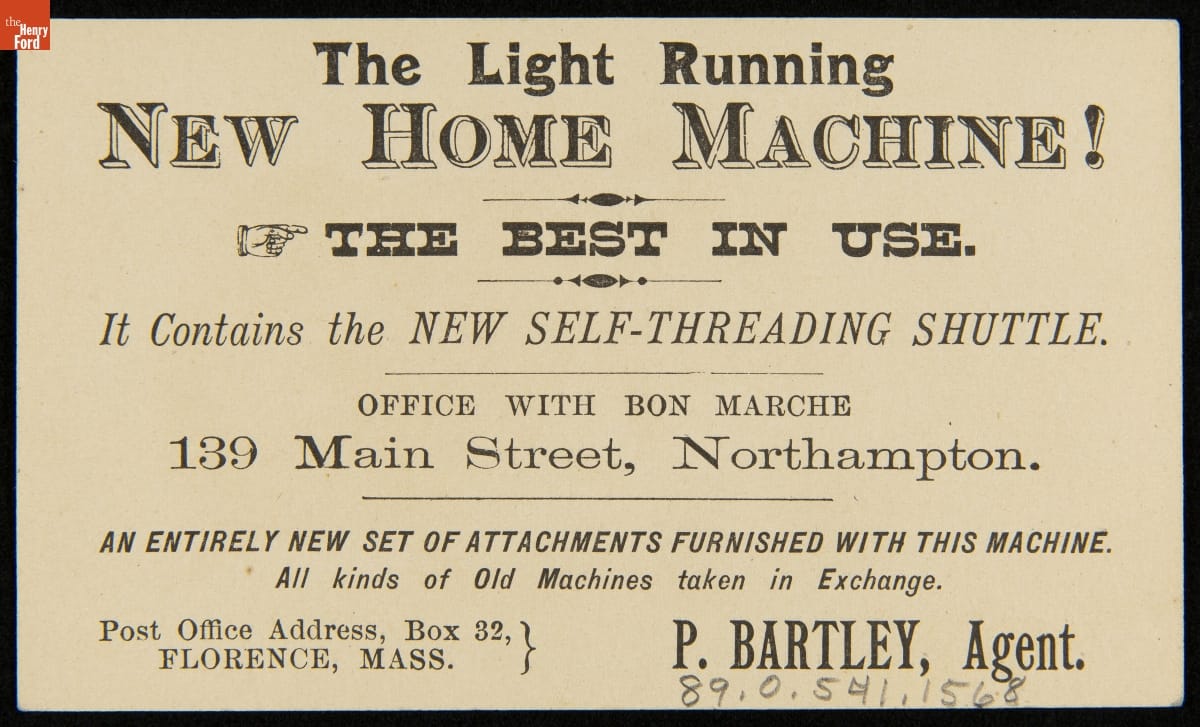 the
Henry
Ford
The Light Running
NEW HOME MACHINE!
THE BEST IN USE.
It Contains the NEW SELF-THREADING SHUTTLE.
OFFICE WITH BON MARCHE
139 Main Street, Northampton.
AN ENTIRELY NEW SET OF ATTACHMENTS FURNISHED WITH THIS MACHINE.
All kinds of Old Machines taken in Exchange.
Post Office Address, Box 32,
FLORENCE, MASS.
P. BARTLEY, Agent.
89.0.541.1568